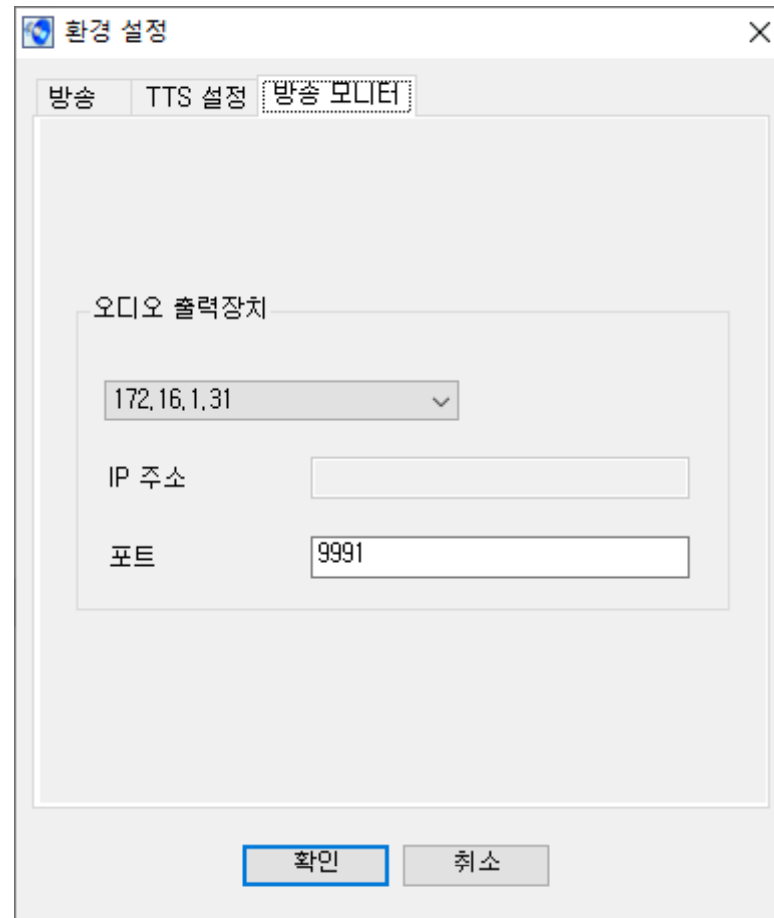 환경 설정
방송 TTS 설정 방송 모니터
오디오 출력장치
172.16.1.31
IP 주소
포트 9991
확인 취소